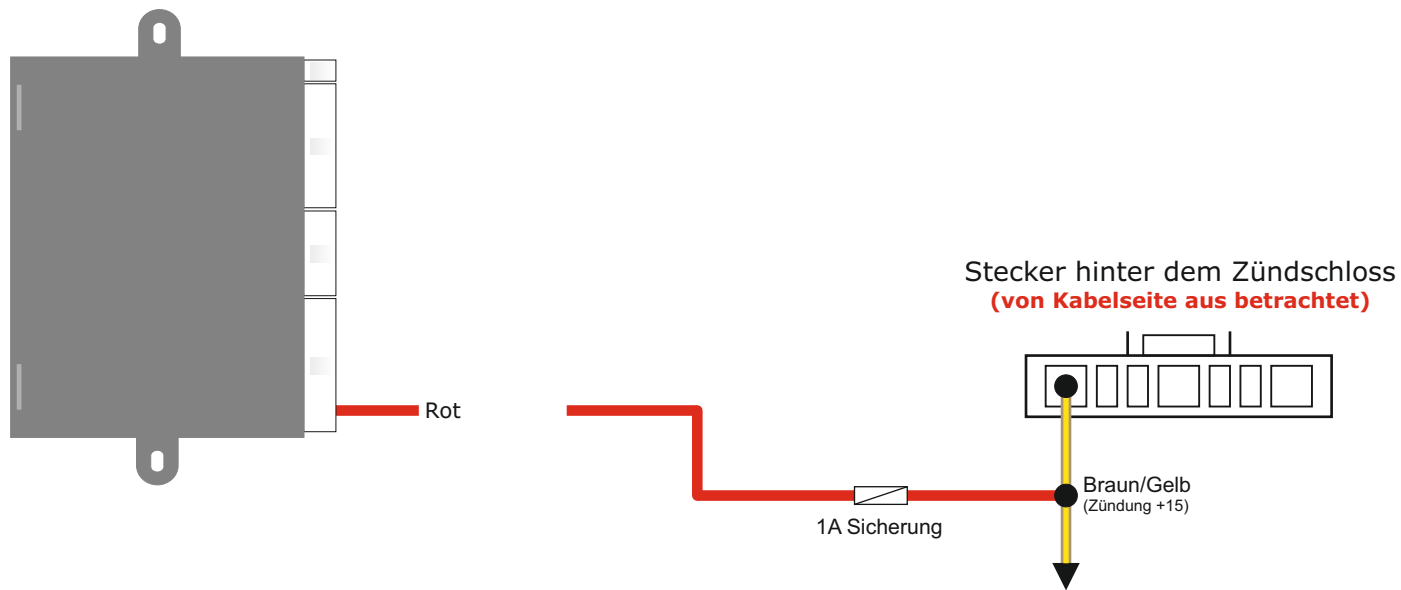 Stecker hinter dem Zündschloss
(von Kabelseite aus betrachtet)
Rot
Braun/Gelb
(Zündung +15)
1A Sicherung